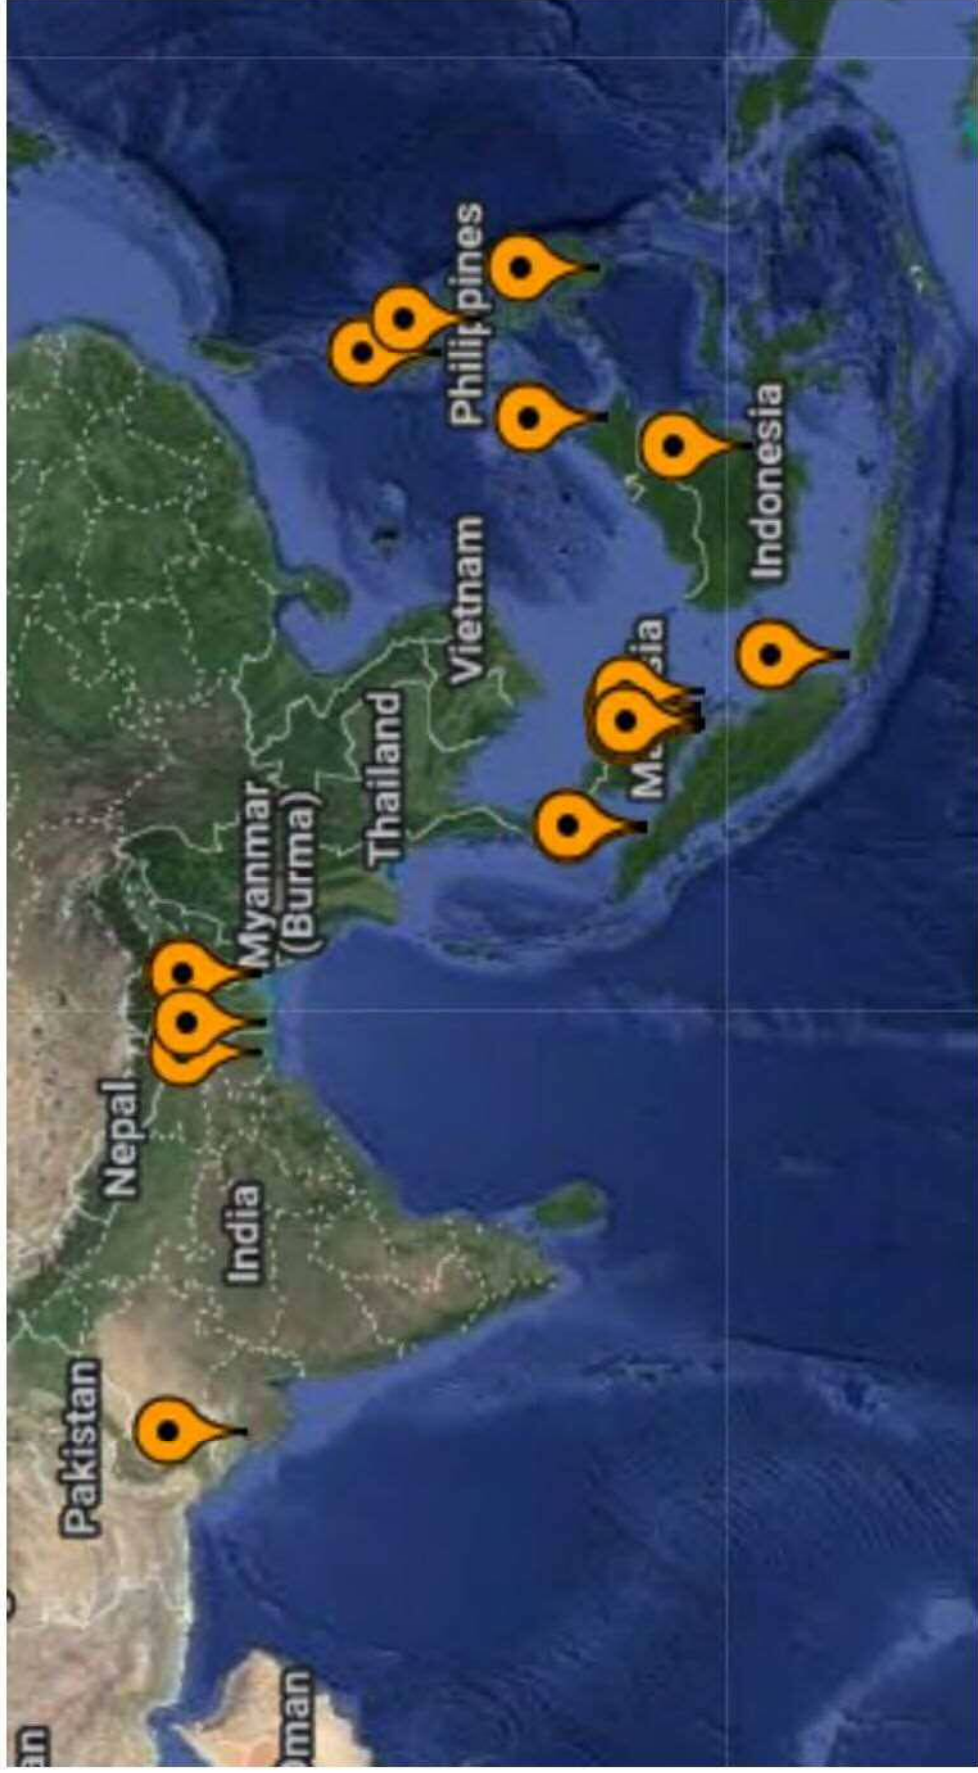 Pakistan
Nepal
India
Myanmar
(Burma)
Thailand
Vietnam
Philippines
Indonesia